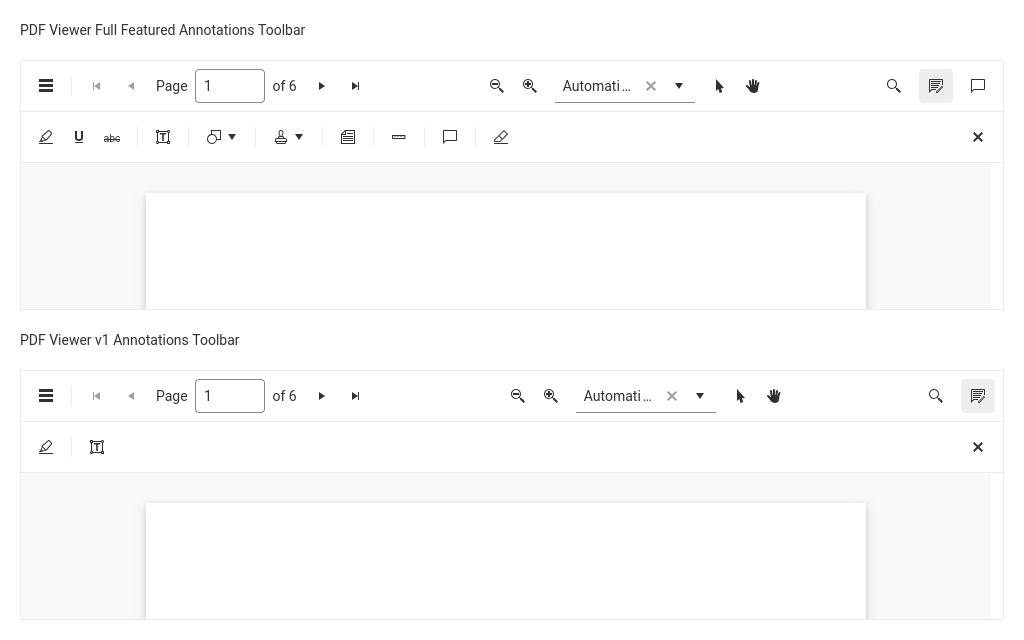 PDF Viewer Full Featured Annotations Toolbar
Page 1 of 6 Automati ...
U abc T
PDF Viewer v1 Annotations Toolbar
Page 1 of 6 Automati ...
T